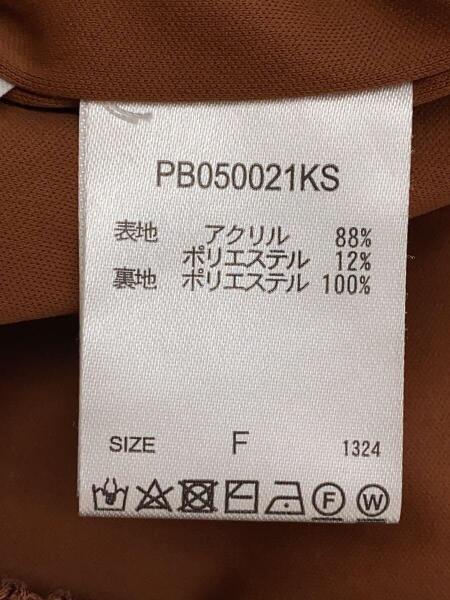 PB050021KS
表地 アクリル 88%
ポリエステル 12%
裏地 ポリエステル 100%
SIZE F 1324
F W